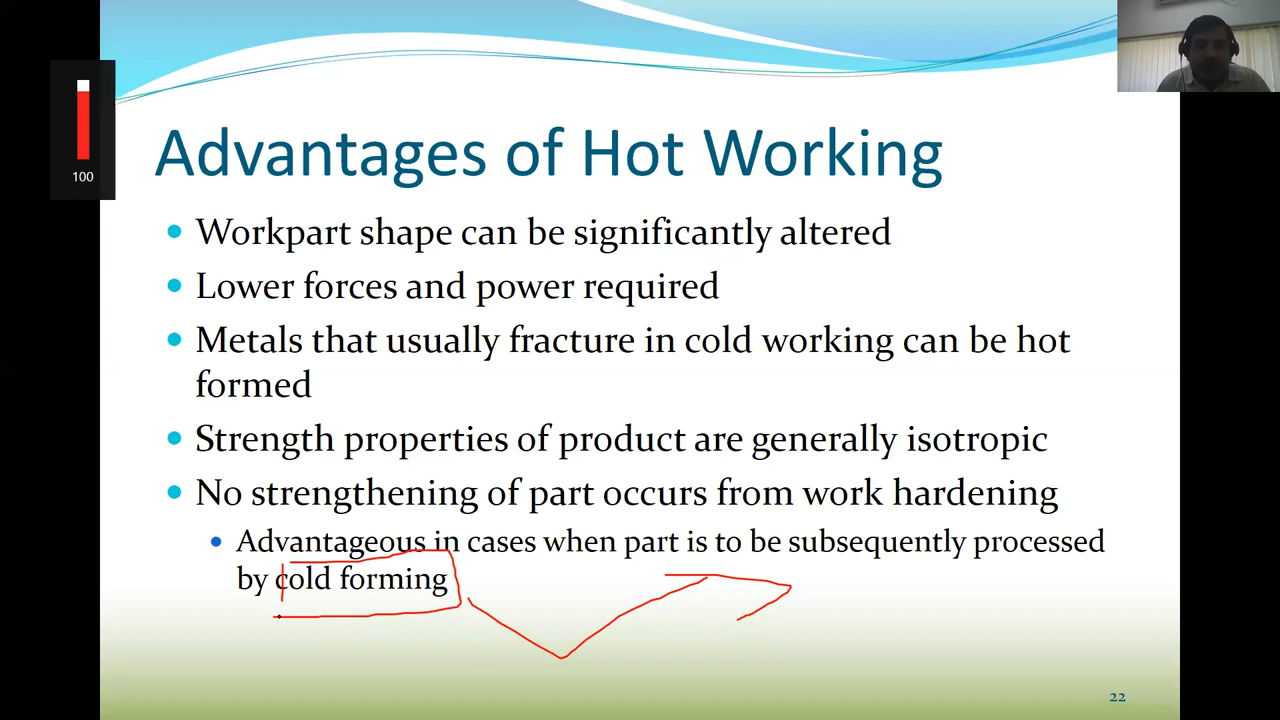 100
Advantages of Hot Working
Workpart shape can be significantly altered
Lower forces and power required
Metals that usually fracture in cold working can be hot
formed
Strength properties of product are generally isotropic
No strengthening of part occurs from work hardening
Advantageous in cases when part is to be subsequently processed
by cold forming
22